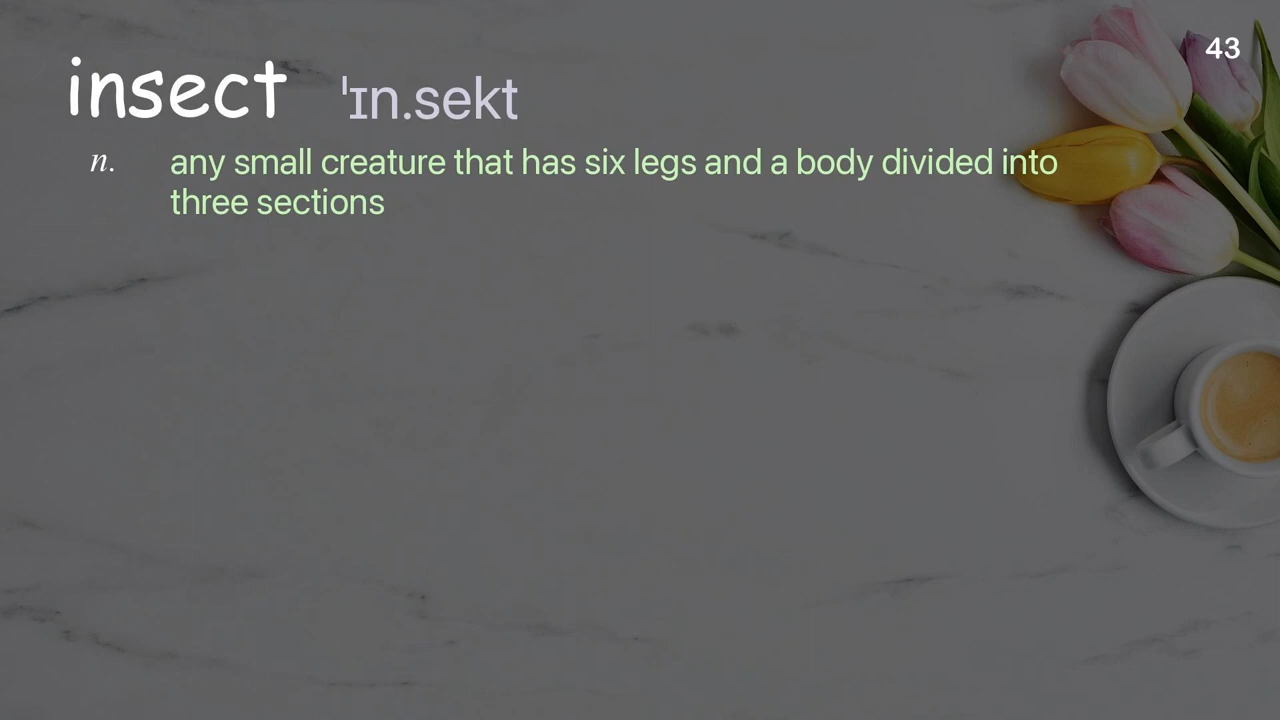 43
insect ˈɪn.sekt
n. any small creature that has six legs and a body divided into
three sections